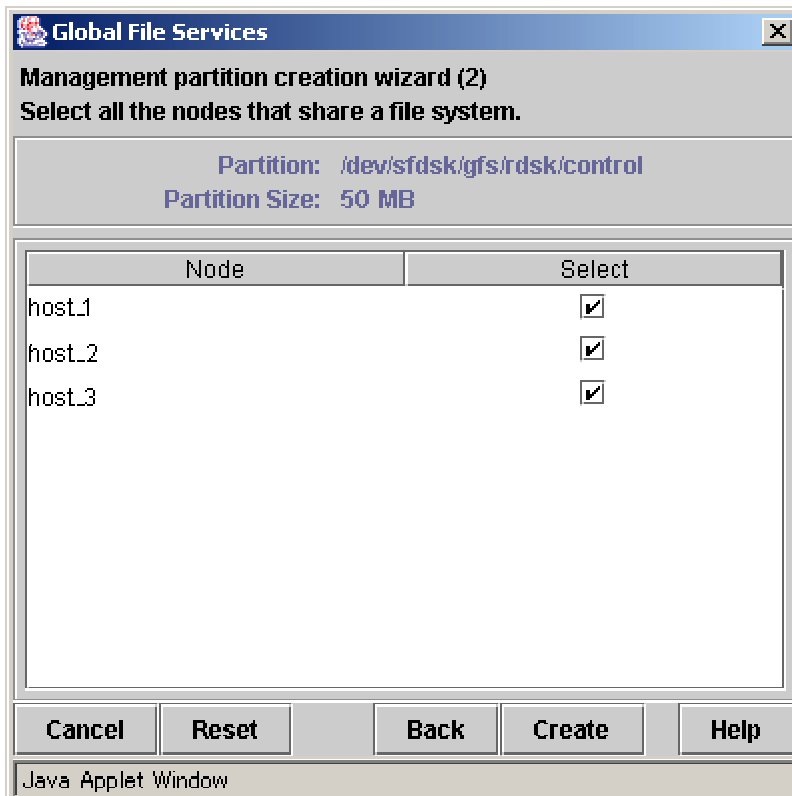 Global File Services
Management partition creation wizard (2)
Select all the nodes that share a file system.
Partition: /dev/sfdsk/gfs/rdsk/control
Partition Size: 50 MB
Node Select
host_1
host_2
host_3
Cancel Reset Back Create Help
Java Applet Window